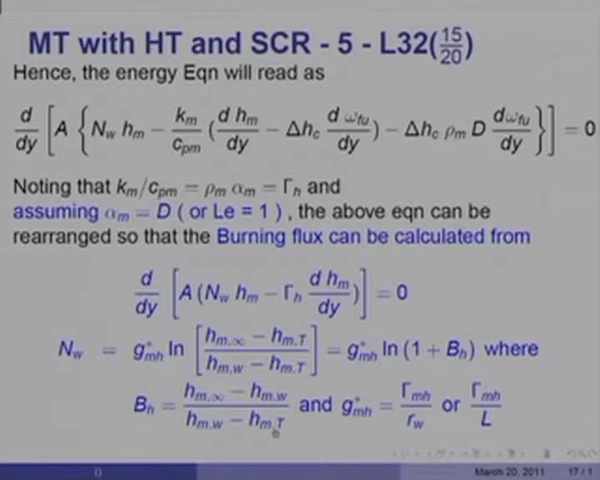 MT with HT and SCR - 5 - L32(15/20)
Hence, the energy Eqn will read as
d/dy [A {N_w h_m − k_m/c_pm (d h_m/dy − Δh_c d ω_fu/dy) − Δh_c ρ_m D dω_fu/dy}] = 0
Noting that k_m/c_pm = ρ_m α_m = Γ_h and
assuming α_m = D ( or Le = 1 ) , the above eqn can be
rearranged so that the Burning flux can be calculated from
d/dy [A (N_w h_m − Γ_h d h_m/dy)] = 0
N_w = g*_mh ln [h_m,∞ − h_m,T / h_m,w − h_m,T] = g*_mh ln (1 + B_h) where
B_h = h_m,∞ − h_m,w / h_m,w − h_m,T and g*_mh = Γ_mh/r_w or Γ_mh/L
()
March 20, 2011 17 / 1